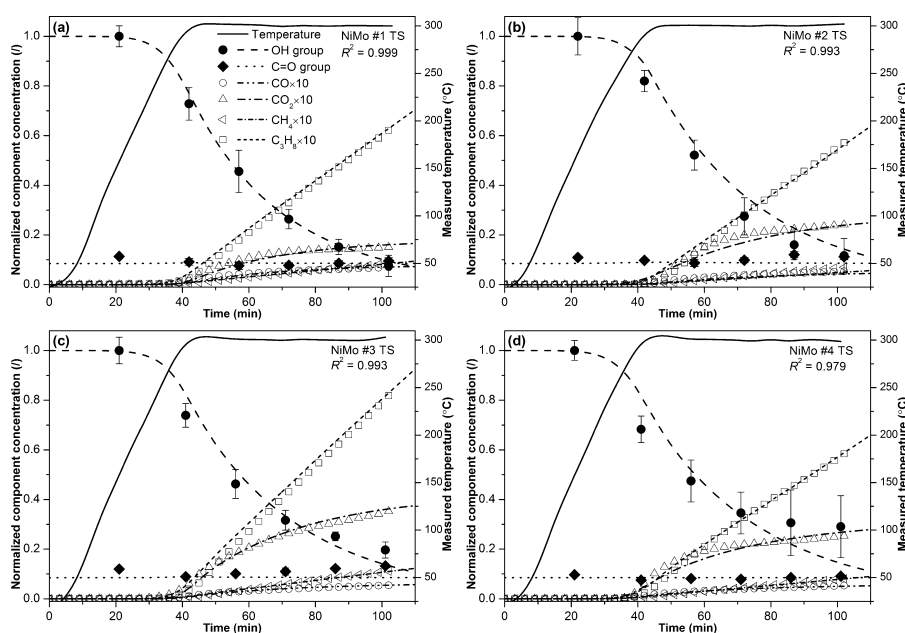 (a)
NiMo #1 TS
R² = 0.999
Temperature
OH group
C=O group
CO×10
CO₂×10
CH₄×10
C₃H₈×10
Normalized component concentration (/)
1.0
0.8
0.6
0.4
0.2
0.0
0 20 40 60 80 100
Time (min)
300
250
200
150
100
50
Measured temperature (°C)
(b)
NiMo #2 TS
R² = 0.993
Normalized component concentration (/)
1.0
0.8
0.6
0.4
0.2
0.0
0 20 40 60 80 100
Time (min)
300
250
200
150
100
50
Measured temperature (°C)
(c)
NiMo #3 TS
R² = 0.993
Normalized component concentration (/)
1.0
0.8
0.6
0.4
0.2
0.0
0 20 40 60 80 100
Time (min)
300
250
200
150
100
50
Measured temperature (°C)
(d)
NiMo #4 TS
R² = 0.979
Normalized component concentration (/)
1.0
0.8
0.6
0.4
0.2
0.0
0 20 40 60 80 100
Time (min)
300
250
200
150
100
50
Measured temperature (°C)